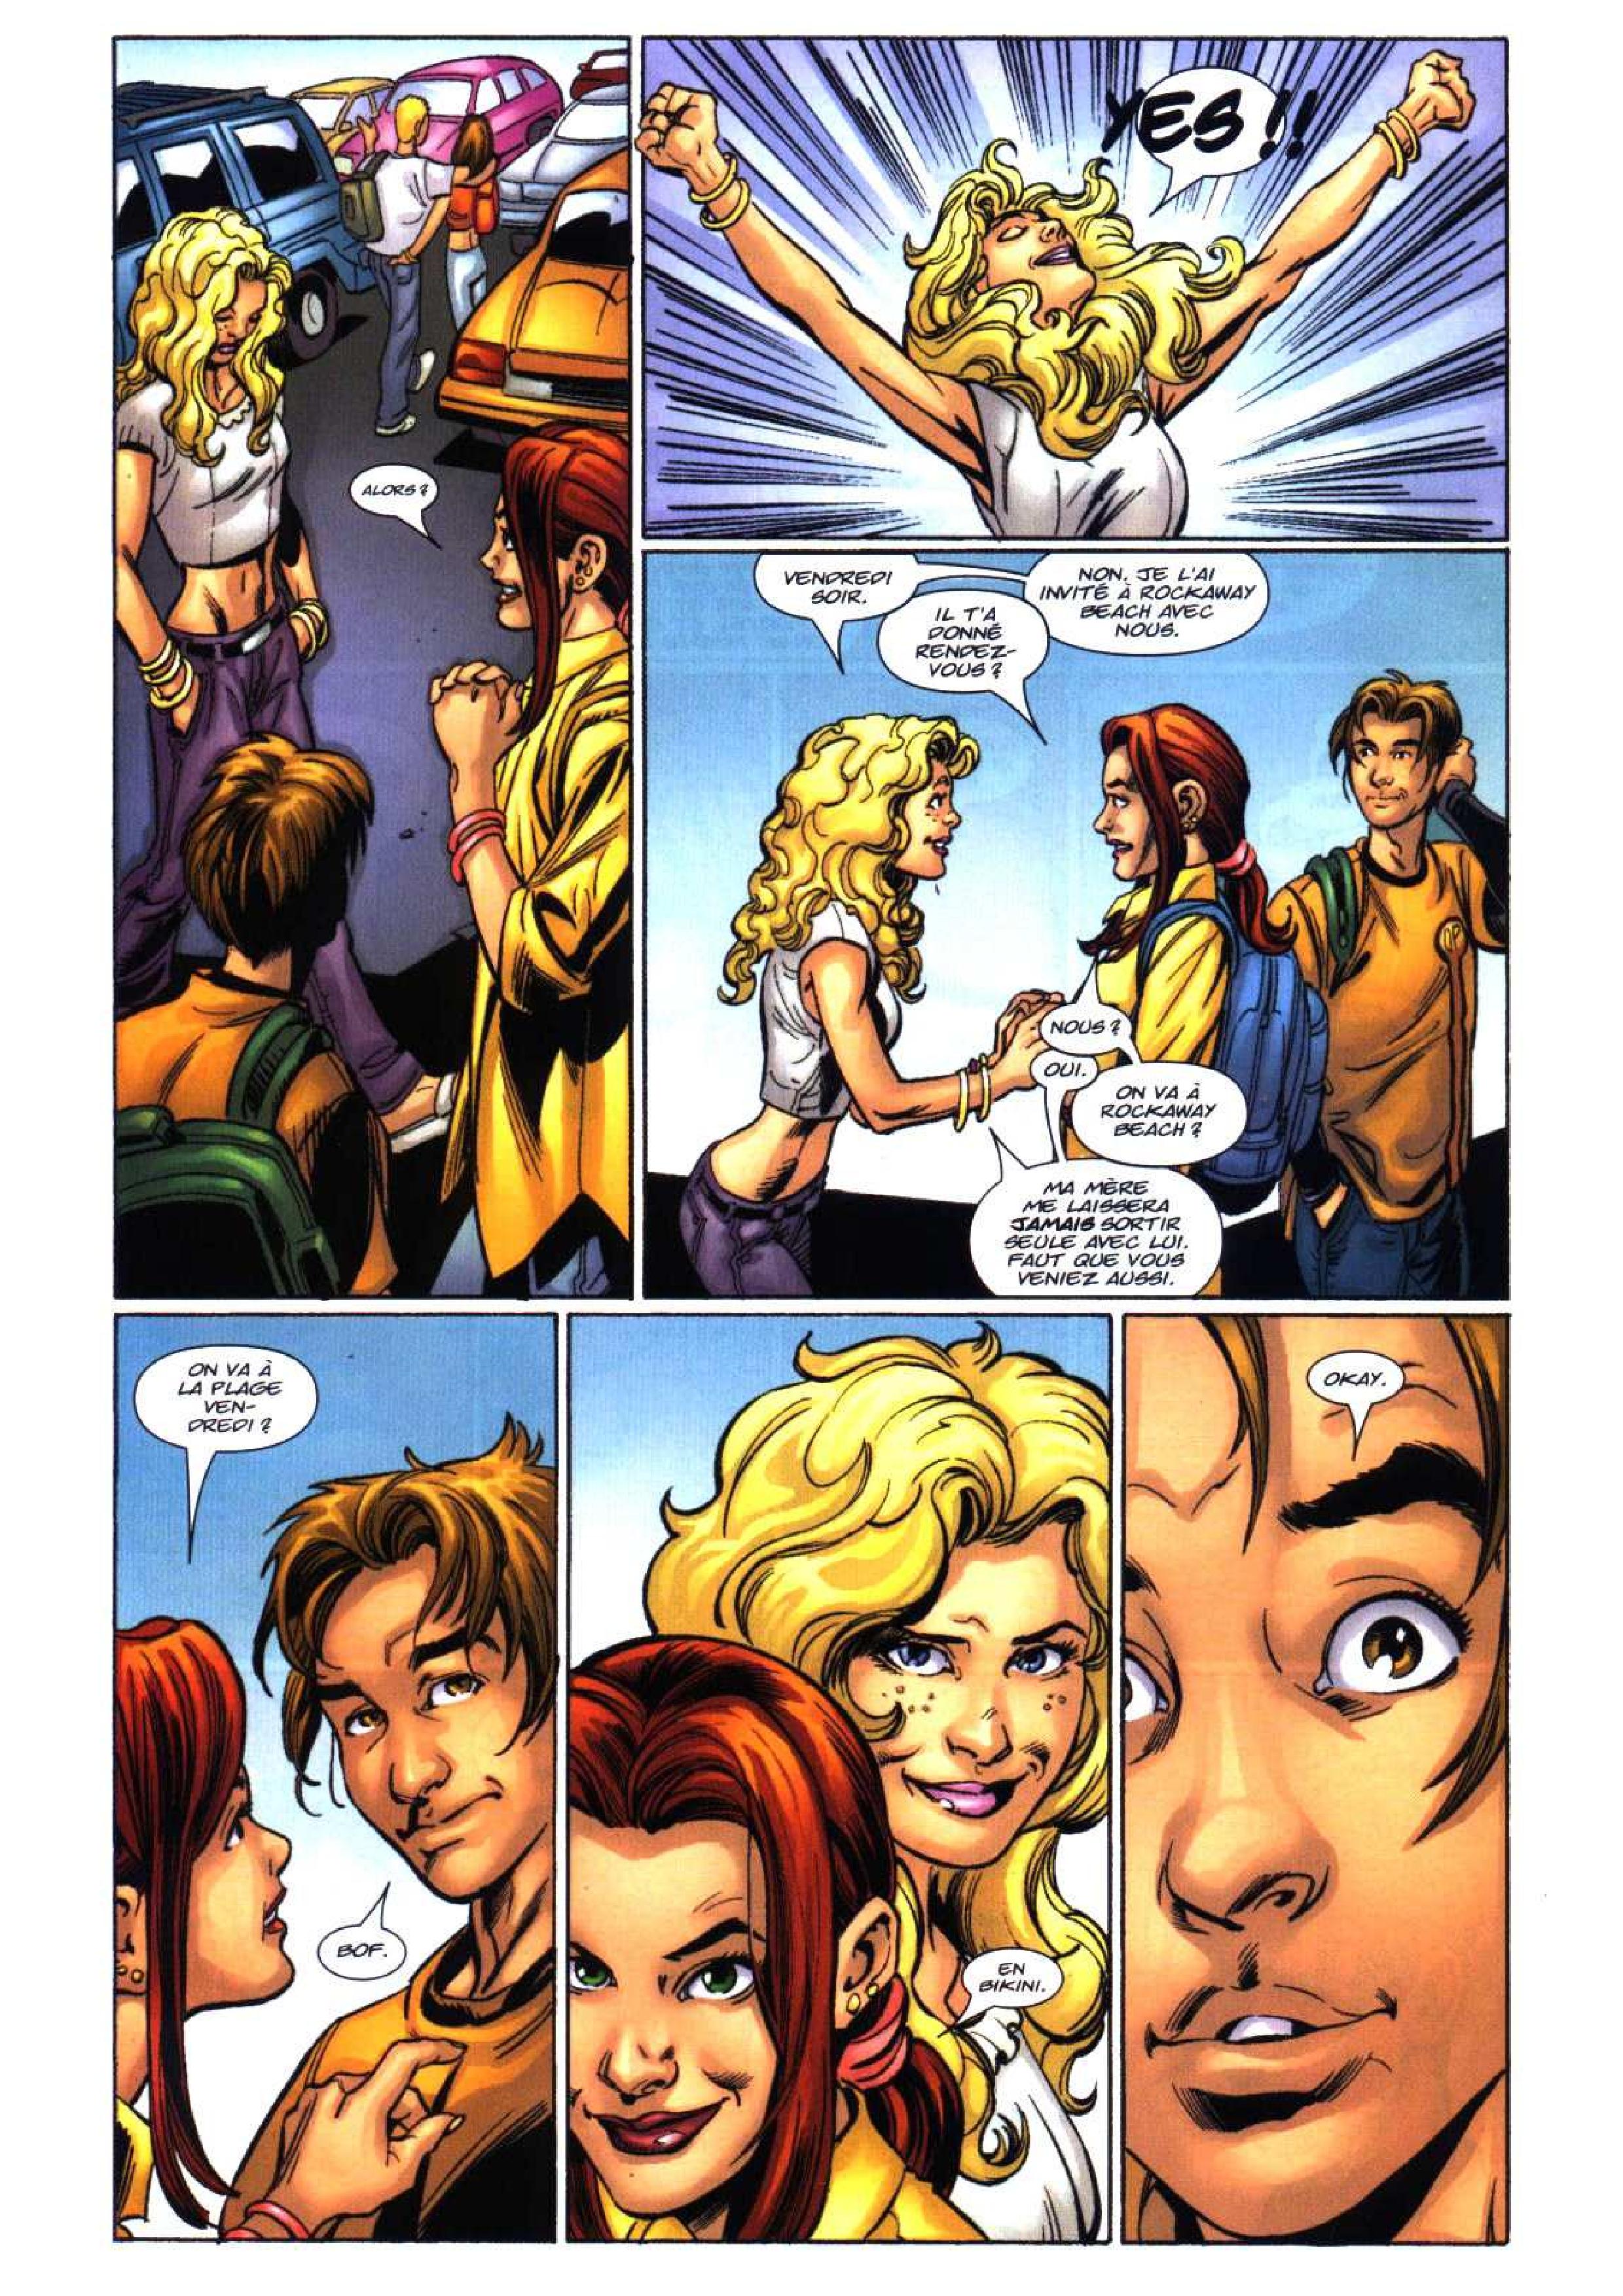 ALORS?
YES!!
VENDREDI
SOIR.
IL T'A
DONNÉ
RENDEZ-
VOUS?
NON. JE L'AI
INVITÉ À ROCKAWAY
BEACH AVEC
NOUS.
NOUS?
OUI.
ON VA À
ROCKAWAY
BEACH?
MA MÈRE
ME LAISSERA
JAMAIS SORTIR
SEULE AVEC LUI.
FAUT QUE VOUS
VENIEZ AUSSI.
ON VA À
LA PLAGE
VEN-
DREDI?
BOF.
EN
BIKINI.
OKAY.